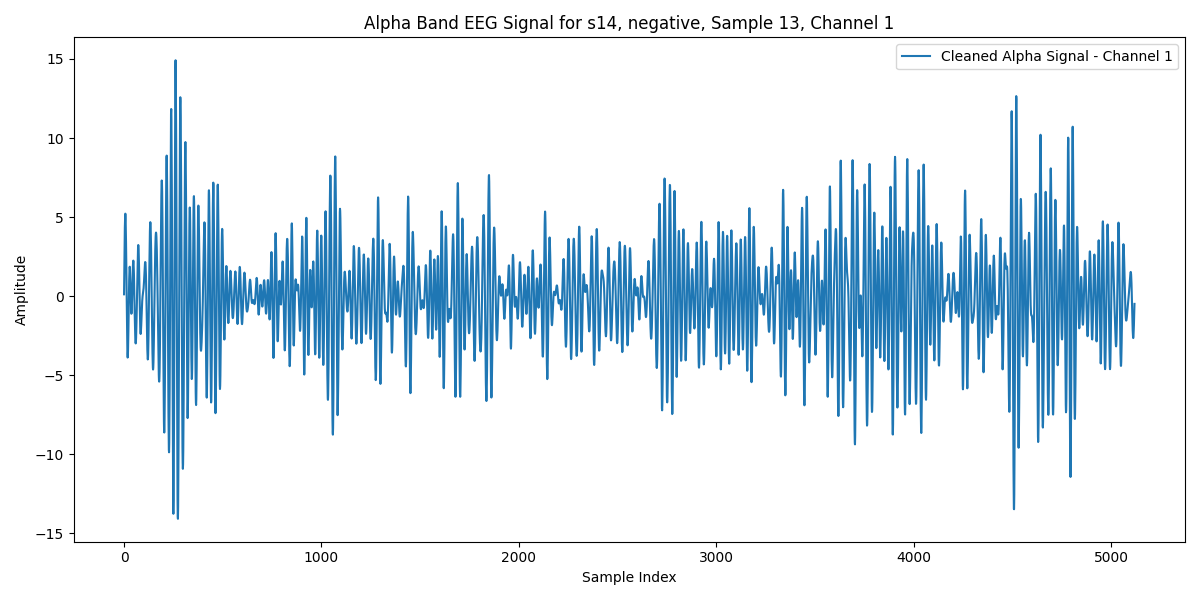 Alpha Band EEG Signal for s14, negative, Sample 13, Channel 1
Cleaned Alpha Signal - Channel 1
Amplitude
15
10
5
0
−5
−10
−15
0 1000 2000 3000 4000 5000
Sample Index